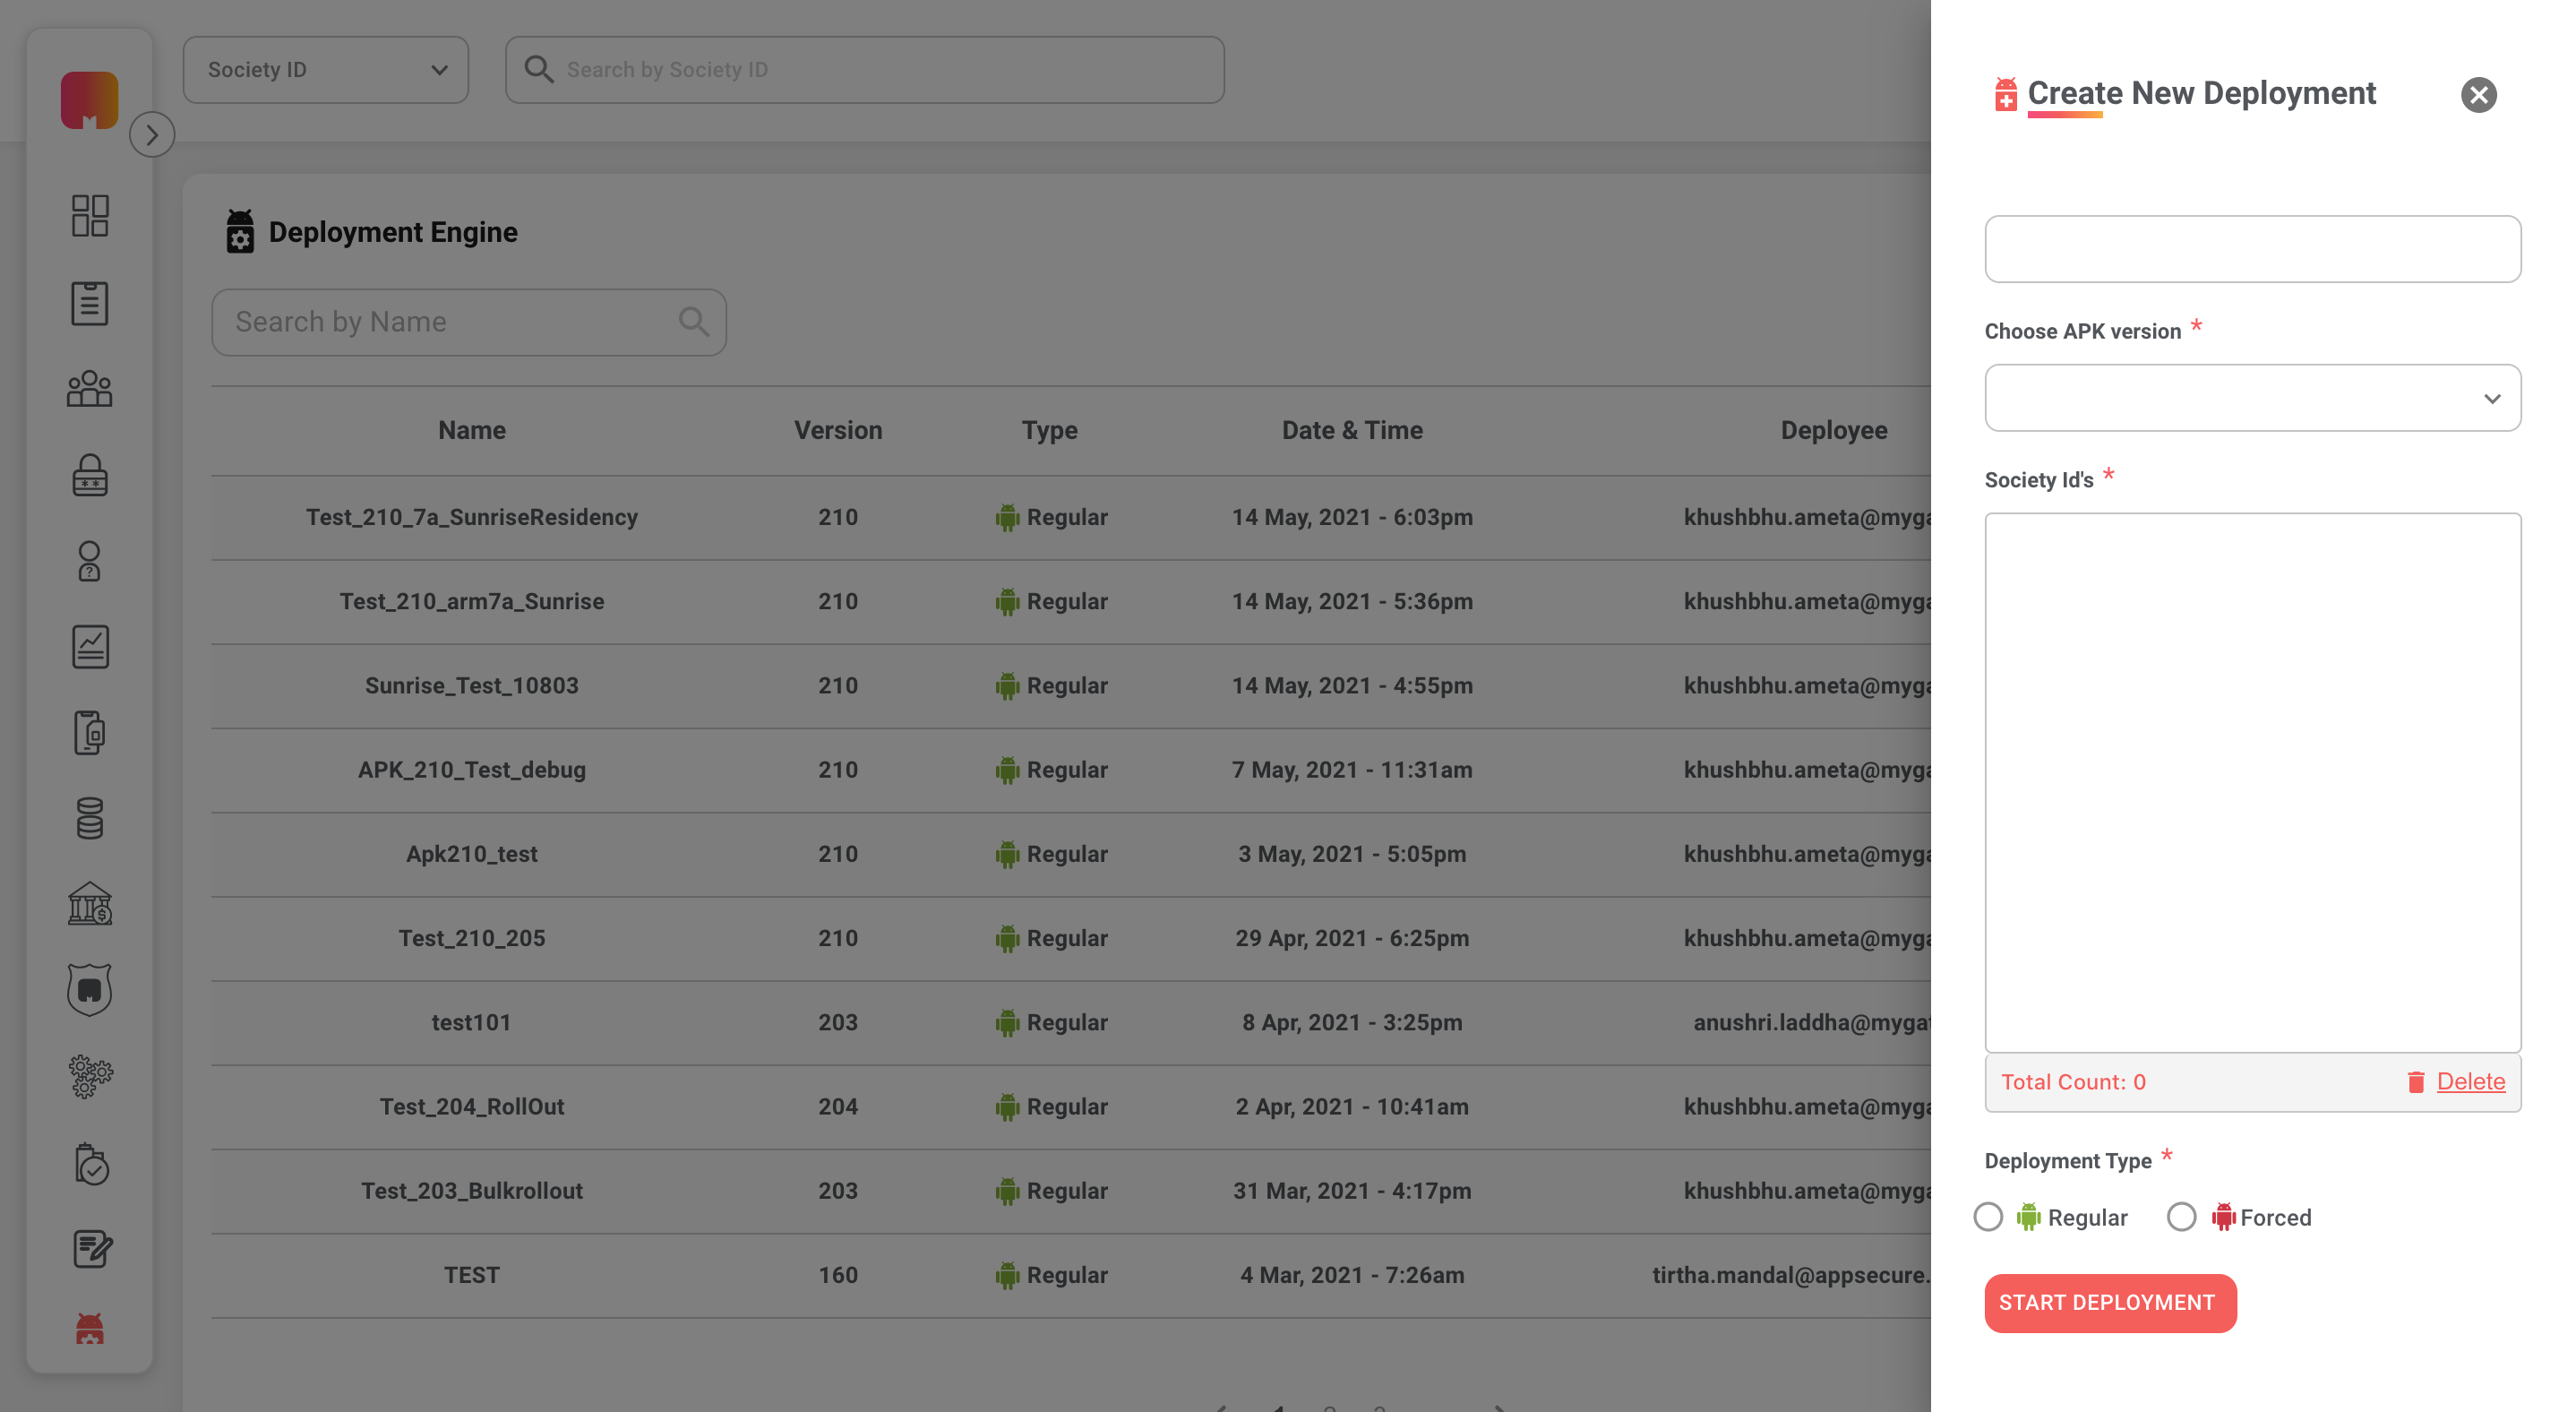 Society ID
Search by Society ID
Create New Deployment
Deployment Engine
Search by Name
Name Version Type Date & Time Deployee
Test_210_7a_SunriseResidency 210 Regular 14 May, 2021 - 6:03pm khushbhu.ameta@myga
Test_210_arm7a_Sunrise 210 Regular 14 May, 2021 - 5:36pm khushbhu.ameta@myga
Sunrise_Test_10803 210 Regular 14 May, 2021 - 4:55pm khushbhu.ameta@myga
APK_210_Test_debug 210 Regular 7 May, 2021 - 11:31am khushbhu.ameta@myga
Apk210_test 210 Regular 3 May, 2021 - 5:05pm khushbhu.ameta@myga
Test_210_205 210 Regular 29 Apr, 2021 - 6:25pm khushbhu.ameta@myga
test101 203 Regular 8 Apr, 2021 - 3:25pm anushri.laddha@mygat
Test_204_RollOut 204 Regular 2 Apr, 2021 - 10:41am khushbhu.ameta@myga
Test_203_Bulkrollout 203 Regular 31 Mar, 2021 - 4:17pm khushbhu.ameta@myga
TEST 160 Regular 4 Mar, 2021 - 7:26am tirtha.mandal@appsecure.
Choose APK version *
Society Id's *
Total Count: 0
Delete
Deployment Type *
Regular
Forced
START DEPLOYMENT